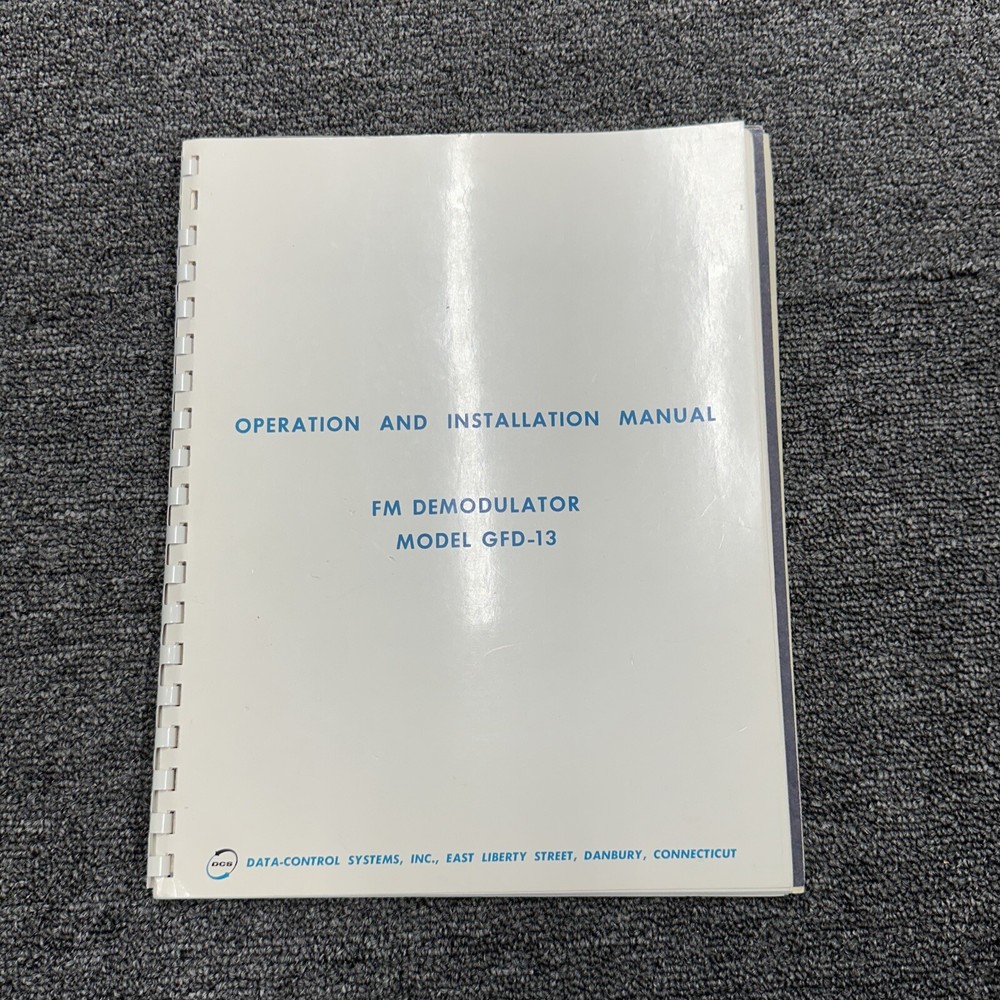 OPERATION AND INSTALLATION MANUAL
FM DEMODULATOR
MODEL GFD-13
DCS DATA-CONTROL SYSTEMS, INC., EAST LIBERTY STREET, DANBURY, CONNECTICUT